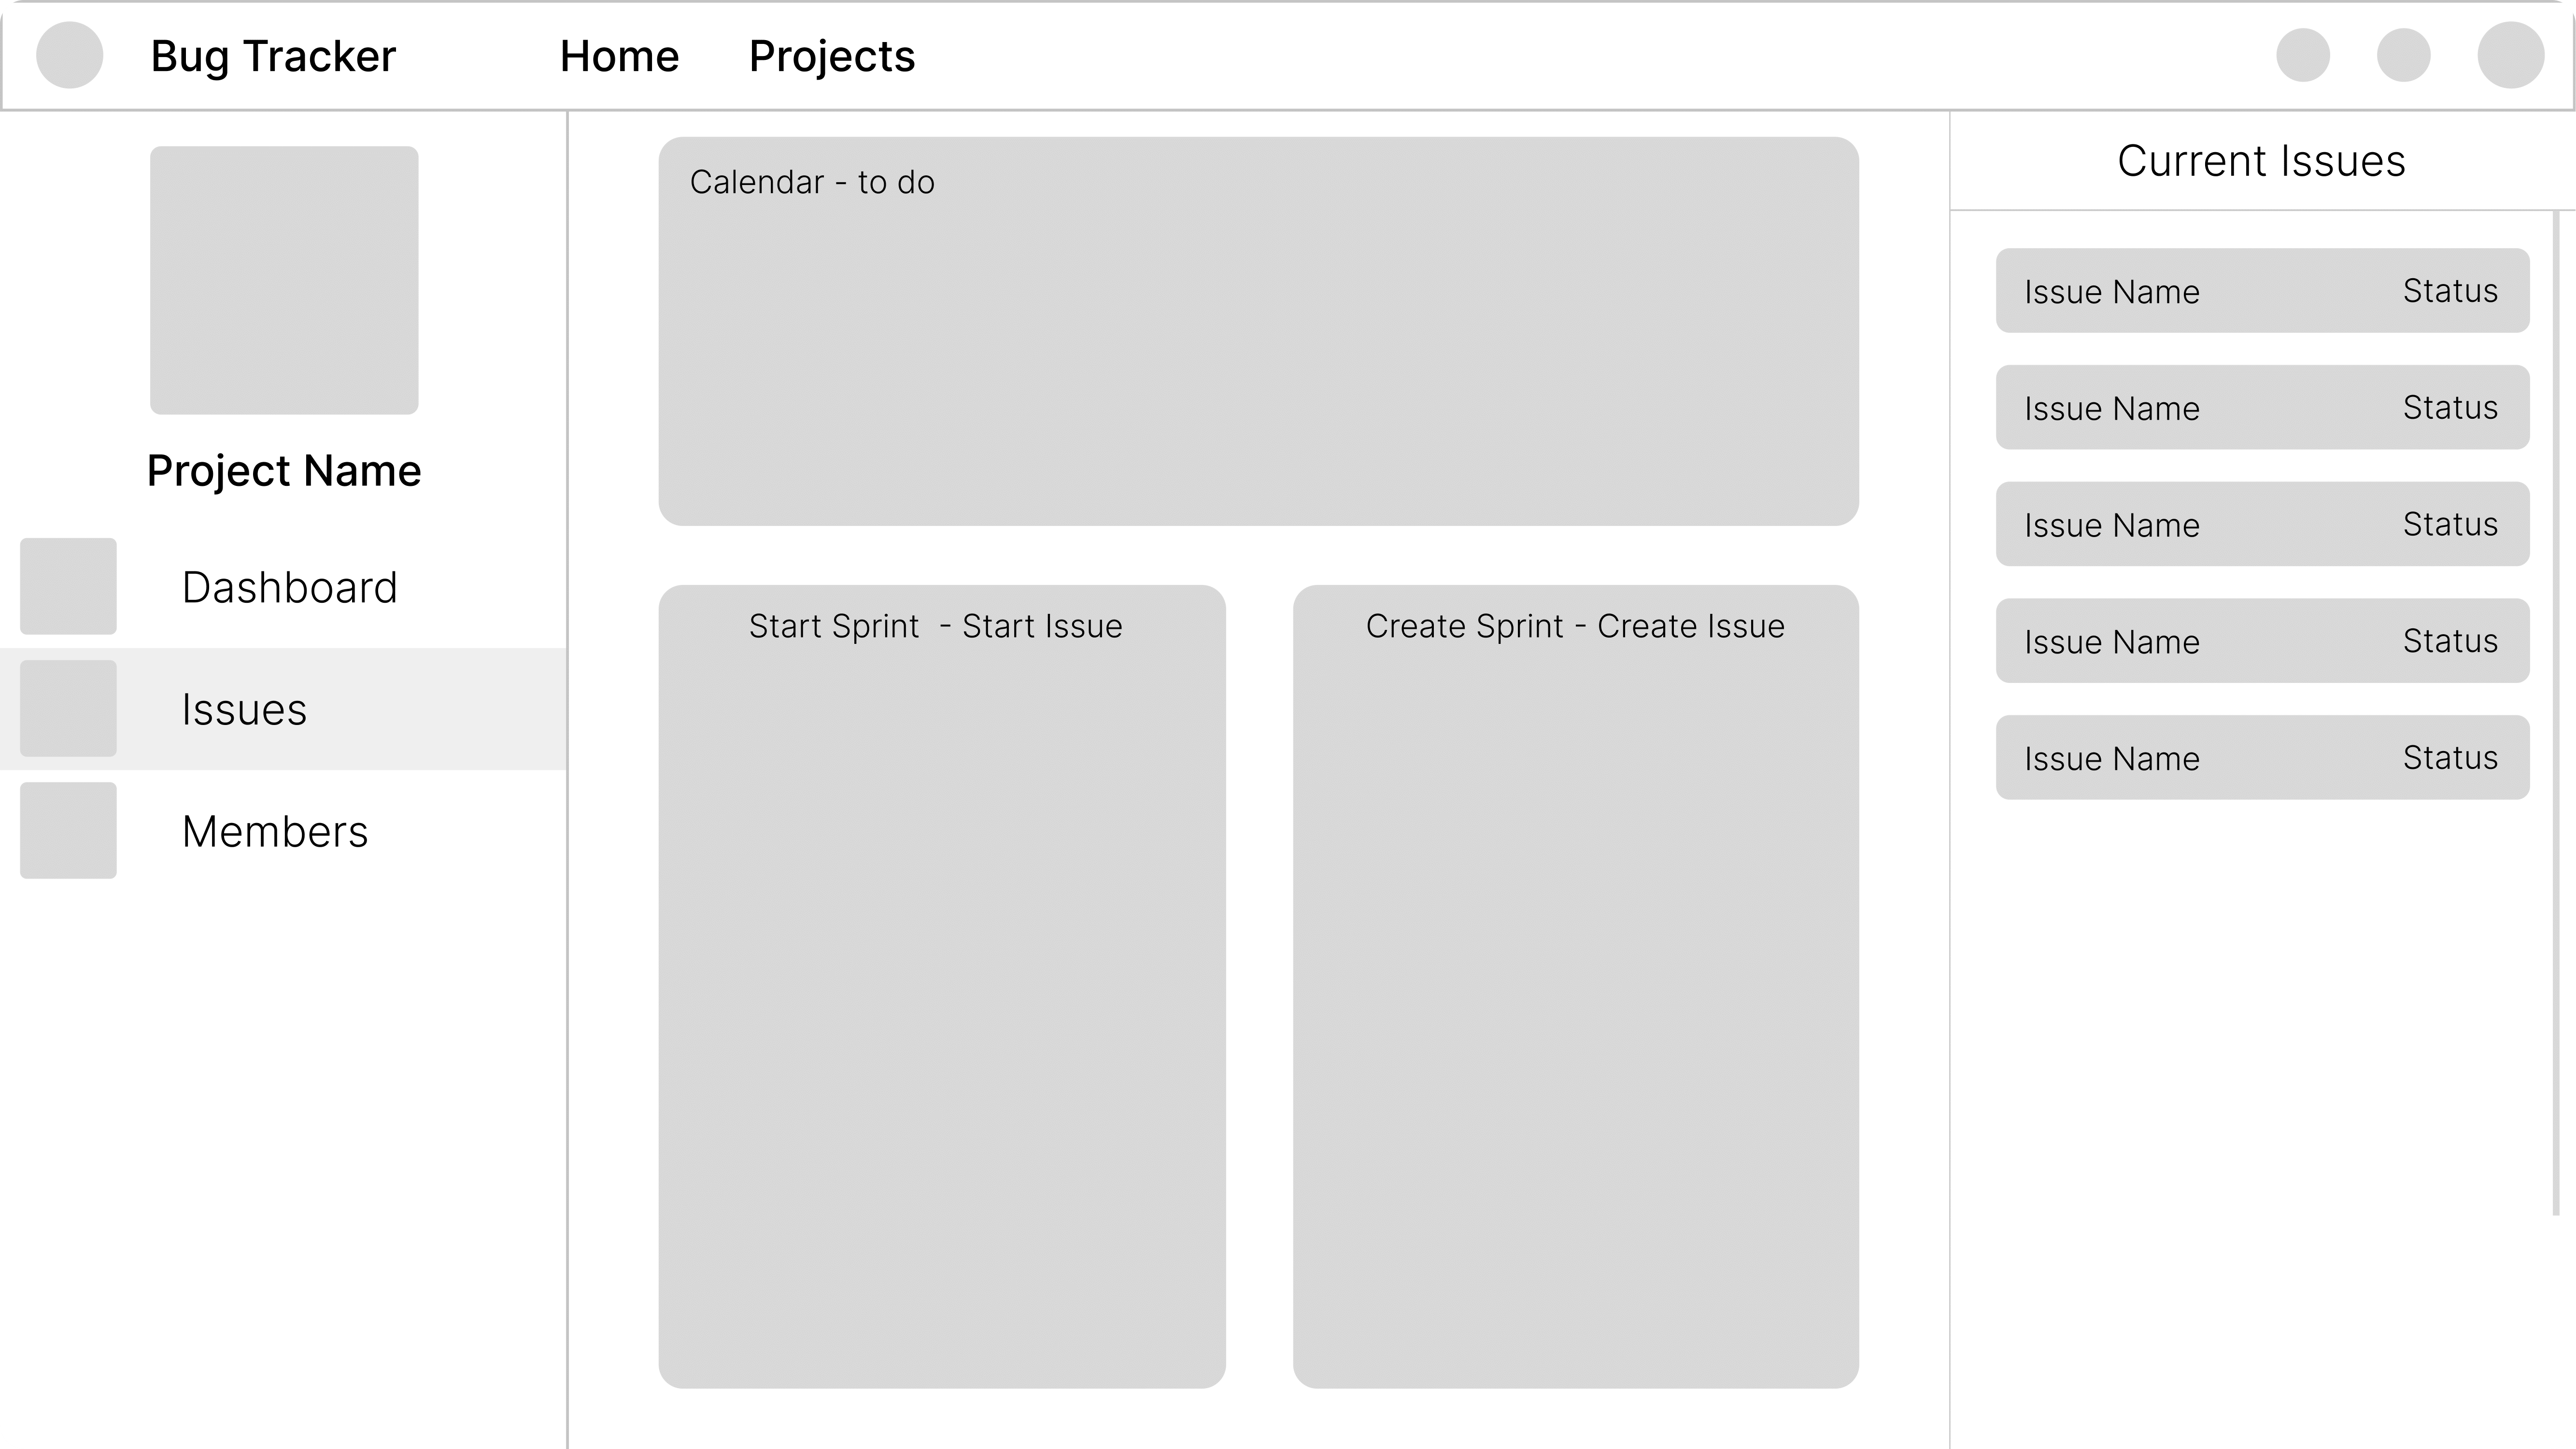 Bug Tracker Home Projects
Project Name
Dashboard
Issues
Members
Calendar - to do
Start Sprint  - Start Issue
Create Sprint - Create Issue
Current Issues
Issue Name Status
Issue Name Status
Issue Name Status
Issue Name Status
Issue Name Status